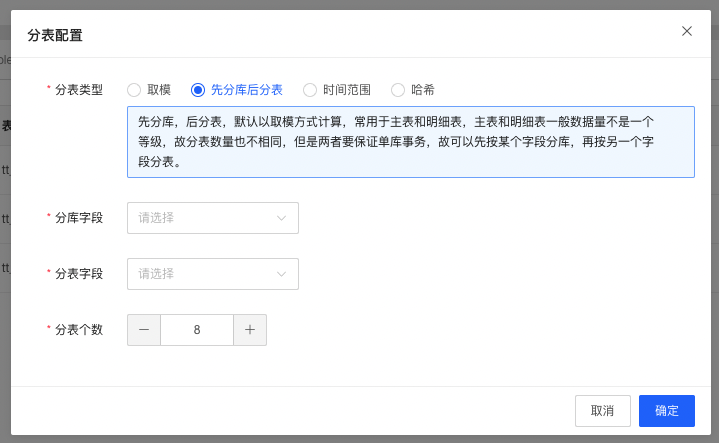 分表配置
* 分表类型 取模 先分库后分表 时间范围 哈希
先分库，后分表，默认以取模方式计算，常用于主表和明细表，主表和明细表一般数据量不是一个
等级，故分表数量也不相同，但是两者要保证单库事务，故可以先按某个字段分库，再按另一个字
段分表。
* 分库字段 请选择
* 分表字段 请选择
* 分表个数 8
取消 确定